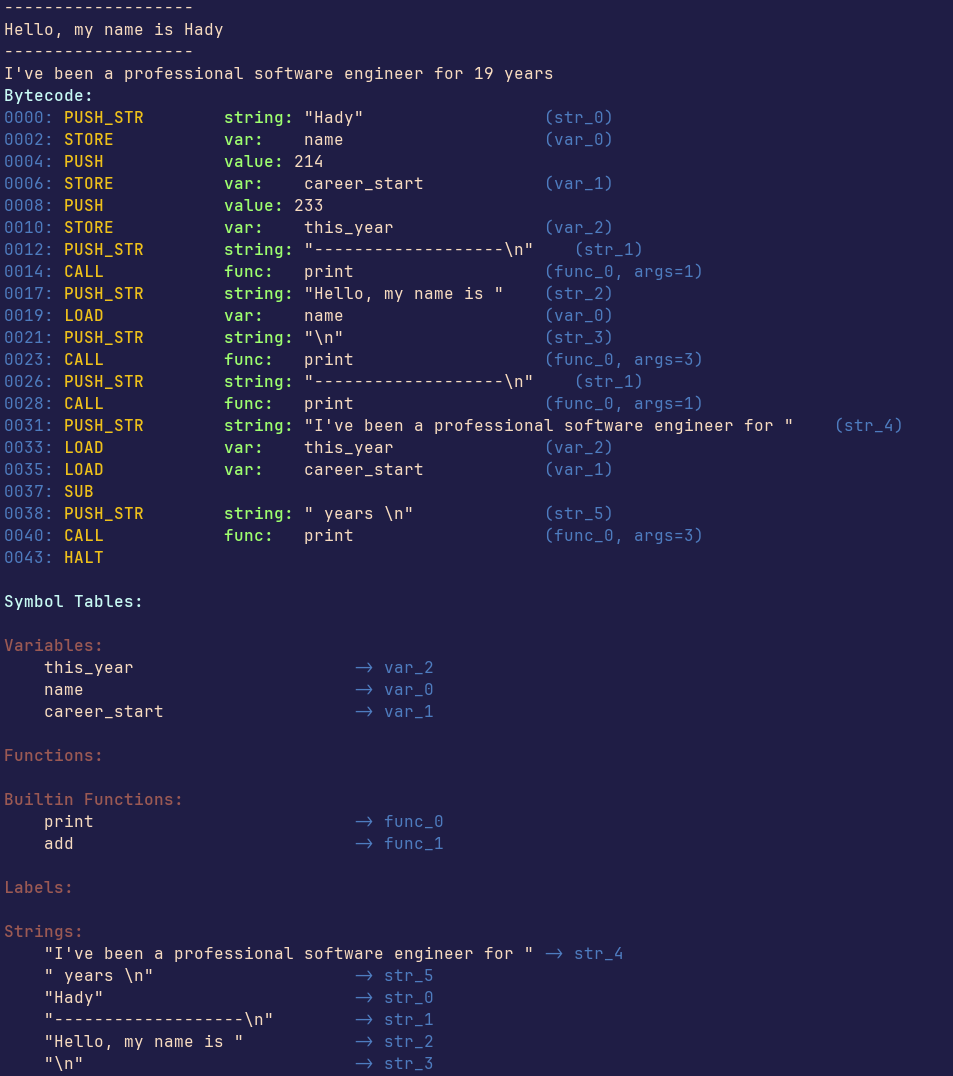 -------------------
Hello, my name is Hady
-------------------
I've been a professional software engineer for 19 years
Bytecode:
0000: PUSH_STR        string: "Hady"                  (str_0)
0002: STORE           var:    name                    (var_0)
0004: PUSH            value: 214
0006: STORE           var:    career_start            (var_1)
0008: PUSH            value: 233
0010: STORE           var:    this_year               (var_2)
0012: PUSH_STR        string: "-------------------\n"    (str_1)
0014: CALL            func:   print                   (func_0, args=1)
0017: PUSH_STR        string: "Hello, my name is "    (str_2)
0019: LOAD            var:    name                    (var_0)
0021: PUSH_STR        string: "\n"                    (str_3)
0023: CALL            func:   print                   (func_0, args=3)
0026: PUSH_STR        string: "-------------------\n"    (str_1)
0028: CALL            func:   print                   (func_0, args=1)
0031: PUSH_STR        string: "I've been a professional software engineer for "    (str_4)
0033: LOAD            var:    this_year               (var_2)
0035: LOAD            var:    career_start            (var_1)
0037: SUB
0038: PUSH_STR        string: " years \n"             (str_5)
0040: CALL            func:   print                   (func_0, args=3)
0043: HALT

Symbol Tables:

Variables:
    this_year                      -> var_2
    name                           -> var_0
    career_start                   -> var_1

Functions:

Builtin Functions:
    print                          -> func_0
    add                            -> func_1

Labels:

Strings:
    "I've been a professional software engineer for " -> str_4
    " years \n"                    -> str_5
    "Hady"                         -> str_0
    "-------------------\n"        -> str_1
    "Hello, my name is "           -> str_2
    "\n"                           -> str_3